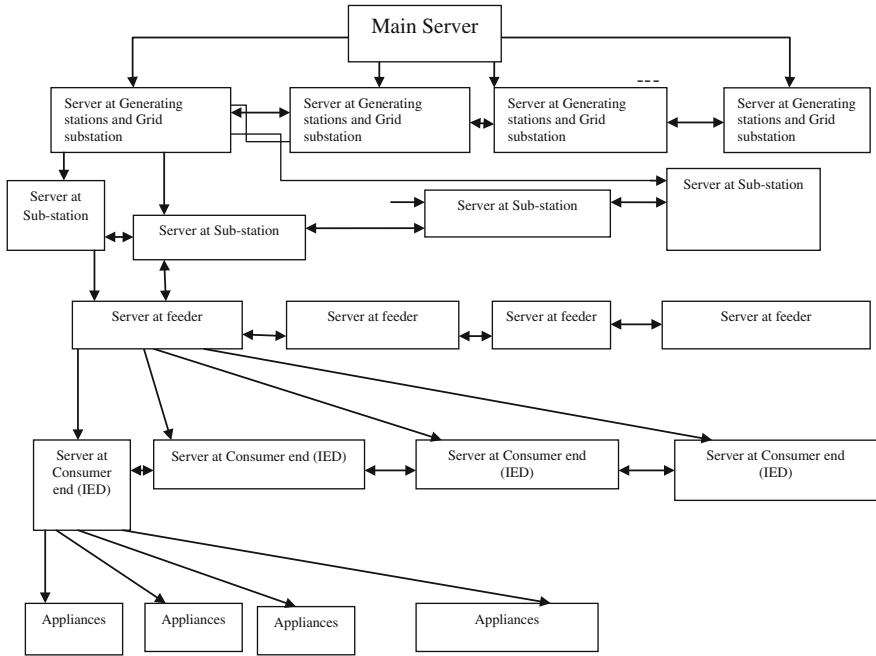 Main Server
---
Server at Generating
stations and Grid
substation
Server at Generating
stations and Grid
substation
Server at Generating
stations and Grid
substation
Server at Generating
stations and Grid
substation
Server at
Sub-station
Server at Sub-station
Server at Sub-station
Server at Sub-station
Server at feeder
Server at feeder
Server at feeder
Server at feeder
Server at
Consumer
end (IED)
Server at Consumer end (IED)
Server at Consumer end
(IED)
Server at Consumer end
(IED)
Appliances
Appliances
Appliances
Appliances